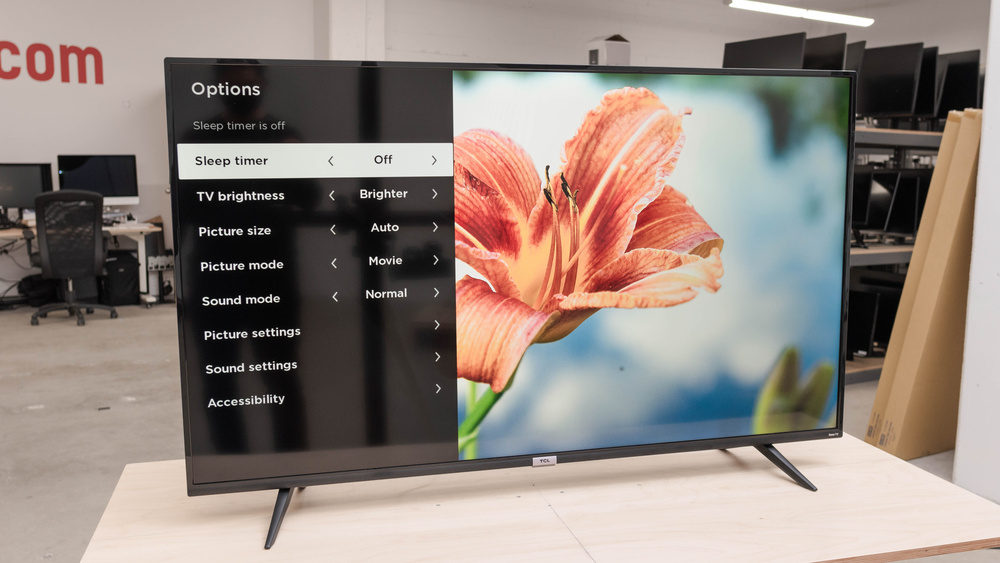 com
Options
Sleep timer is off
Sleep timer Off
TV brightness Brighter
Picture size Auto
Picture mode Movie
Sound mode Normal
Picture settings
Sound settings
Accessibility
TCL